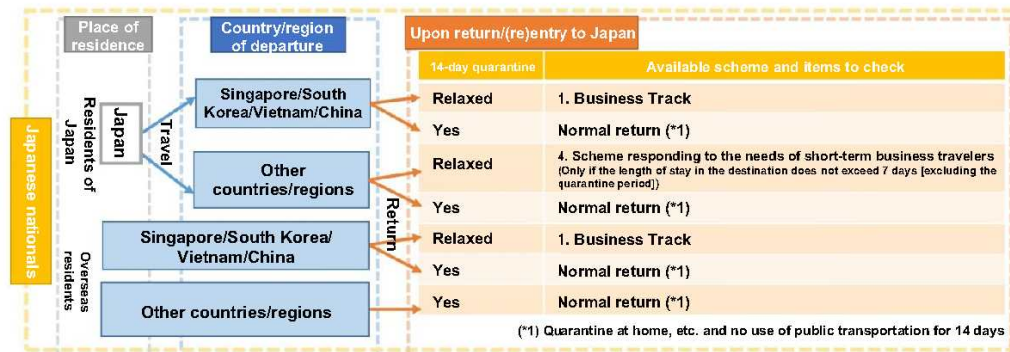 Place of
residence
Country/region
of departure
Upon return/(re)entry to Japan
14-day quarantine
Available scheme and items to check
Japanese nationals
Residents of
Japan
Japan
Travel
Singapore/South
Korea/Vietnam/China
Relaxed
1. Business Track
Yes
Normal return (*1)
Other
countries/regions
Relaxed
4. Scheme responding to the needs of short-term business travelers
(Only if the length of stay in the destination does not exceed 7 days [excluding the
quarantine period])
Yes
Normal return (*1)
Return
Overseas
residents
Singapore/South Korea/
Vietnam/China
Relaxed
1. Business Track
Yes
Normal return (*1)
Other countries/regions
Yes
Normal return (*1)
(*1) Quarantine at home, etc. and no use of public transportation for 14 days